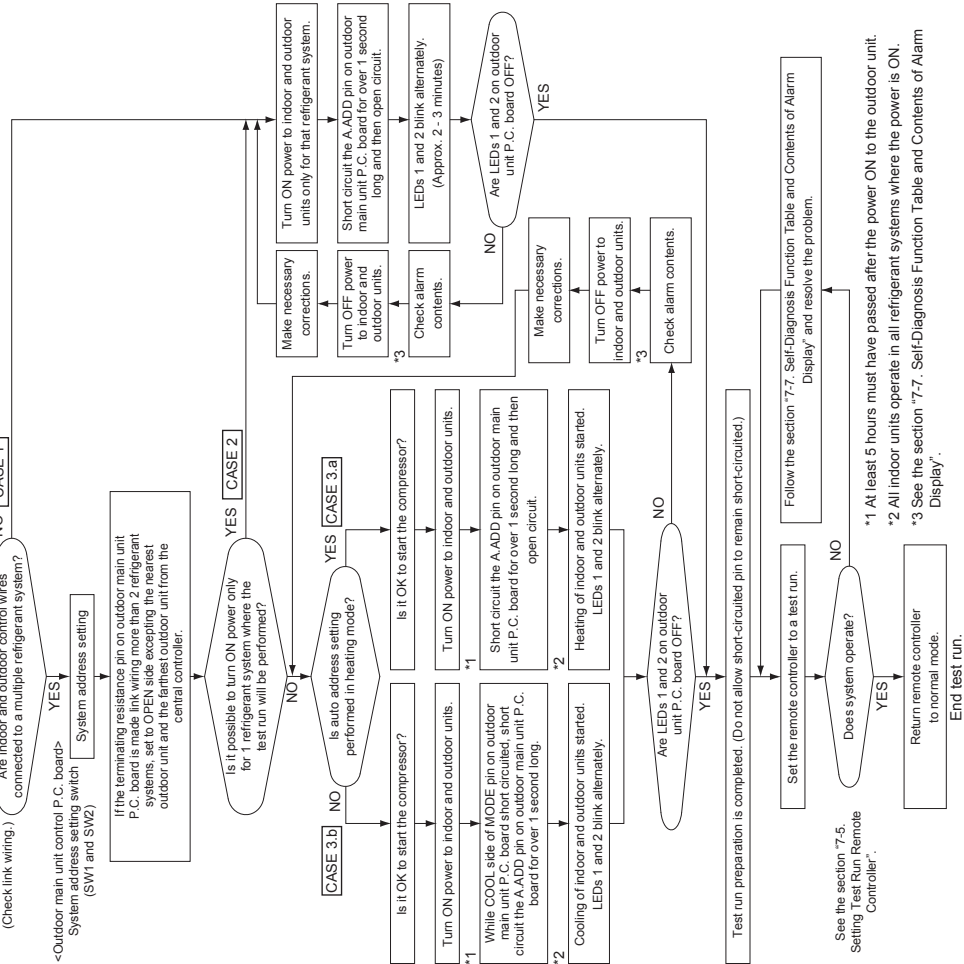 (Check link wiring.)
Are indoor and outdoor control wires
connected to a multiple refrigerant system?
NO
YES
<Outdoor main unit control P.C. board>
System address setting switch
(SW1 and SW2)
System address setting
If the terminating resistance pin on outdoor main unit
P.C. board is made link wiring more than 2 refrigerant
systems, set to OPEN side excepting the nearest
outdoor unit and the farthest outdoor unit from the
central controller.
Is it possible to turn ON power only
for 1 refrigerant system where the
test run will be performed?
YES
CASE 2
NO
Is auto address setting
performed in heating mode?
NO
CASE 3.b
YES
CASE 3.a
Is it OK to start the compressor?
Turn ON power to indoor and outdoor units.
*1
While COOL side of MODE pin on outdoor
main unit P.C. board short circuited, short
circuit the A.ADD pin on outdoor main unit P.C.
board for over 1 second long.
*2
Cooling of indoor and outdoor units started.
LEDs 1 and 2 blink alternately.
Is it OK to start the compressor?
Turn ON power to indoor and outdoor units.
*1
Short circuit the A.ADD pin on outdoor main
unit P.C. board for over 1 second long and then
open circuit.
*2
Heating of indoor and outdoor units started.
LEDs 1 and 2 blink alternately.
Are LEDs 1 and 2 on outdoor
unit P.C. board OFF?
NO
YES
Check alarm contents.
*3
Turn OFF power to
indoor and outdoor units.
Make necessary
corrections.
Turn ON power to indoor and outdoor
units only for that refrigerant system.
Short circuit the A.ADD pin on outdoor
main unit P.C. board for over 1 second
long and then open circuit.
LEDs 1 and 2 blink alternately.
(Approx. 2 - 3 minutes)
Are LEDs 1 and 2 on outdoor
unit P.C. board OFF?
NO
YES
Check alarm
contents.
*3
Turn OFF power
to indoor and
outdoor units.
Make necessary
corrections.
Test run preparation is completed. (Do not allow short-circuited pin to remain short-circuited.)
Set the remote controller to a test run.
See the section "7-5.
Setting Test Run Remote
Controller".
Does system operate?
NO
YES
Follow the section "7-7. Self-Diagnosis Function Table and Contents of Alarm
Display" and resolve the problem.
Return remote controller
to normal mode.
End test run.
*1 At least 5 hours must have passed after the power ON to the outdoor unit.
*2 All indoor units operate in all refrigerant systems where the power is ON.
*3 See the section "7-7. Self-Diagnosis Function Table and Contents of Alarm
Display".